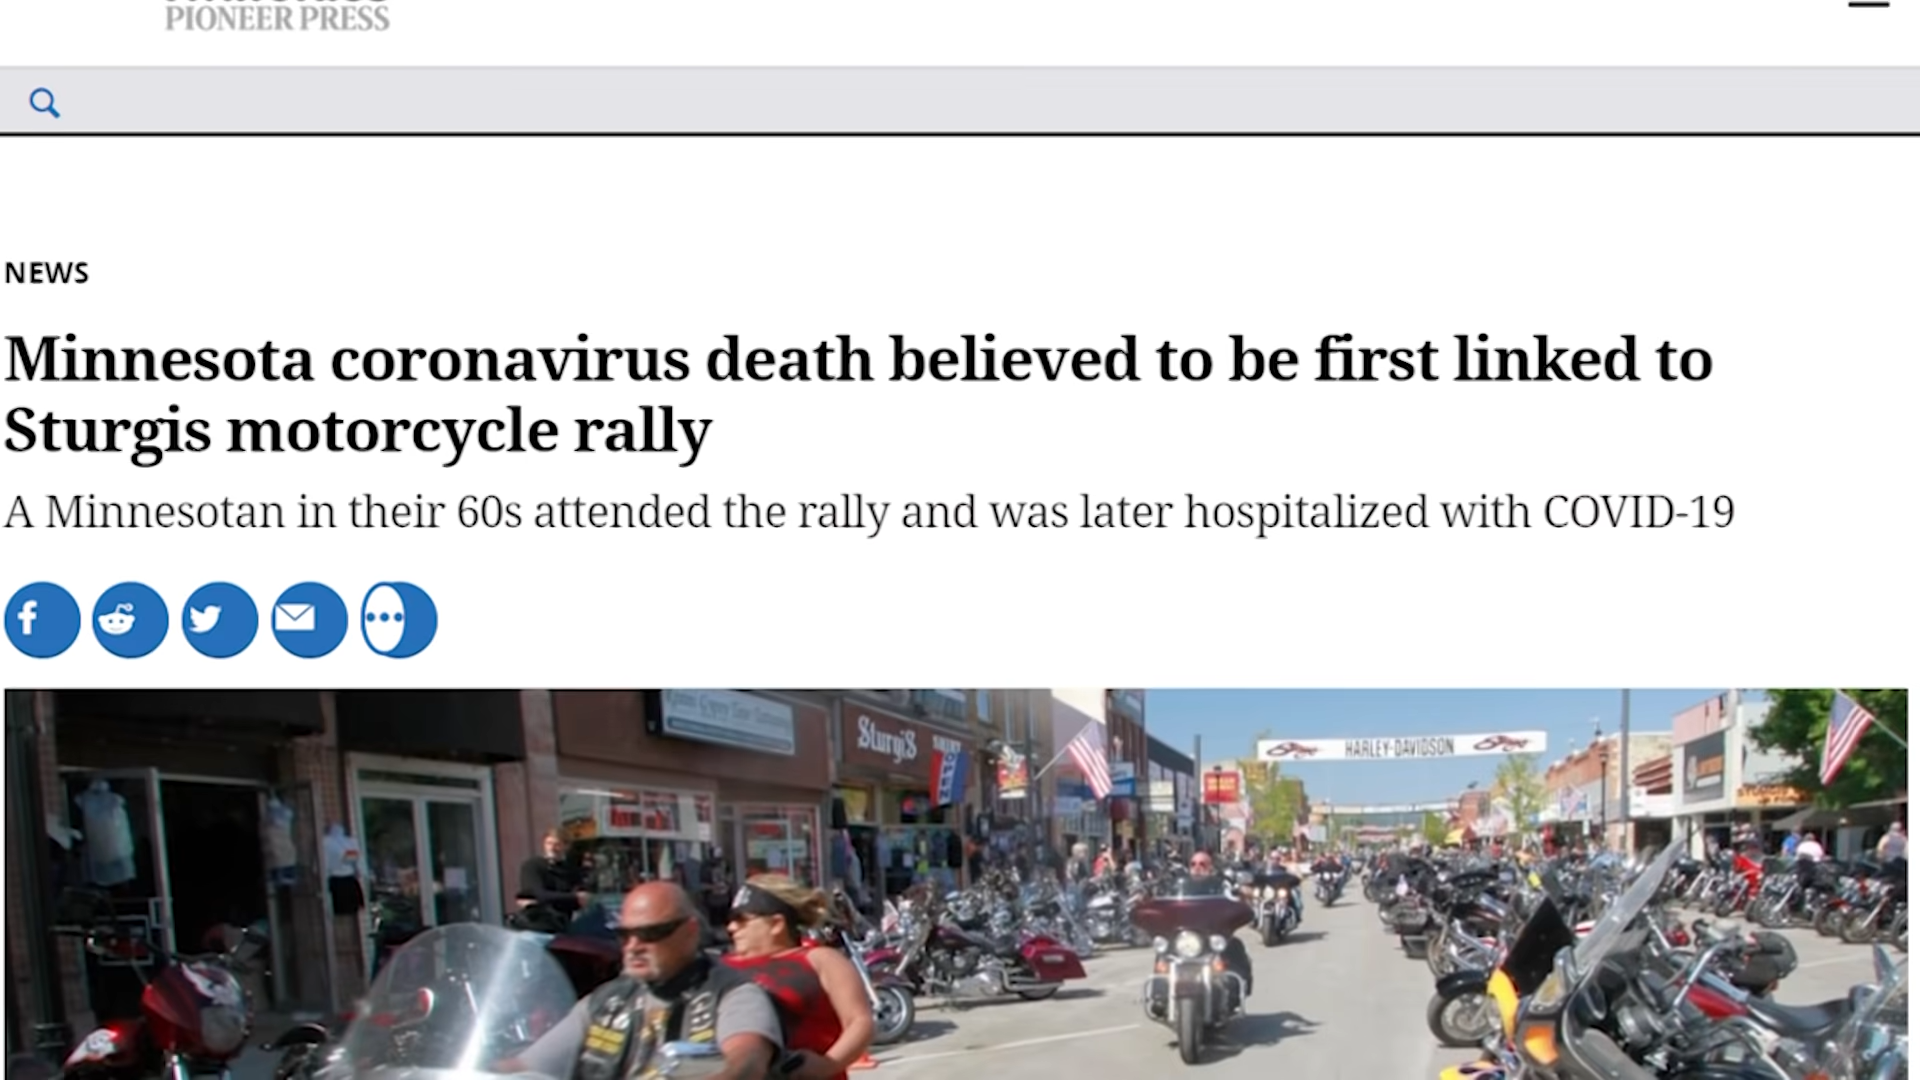 PIONEER PRESS
NEWS
Minnesota coronavirus death believed to be first linked to
Sturgis motorcycle rally
A Minnesotan in their 60s attended the rally and was later hospitalized with COVID-19
Sturgis
HARLEY-DAVIDSON